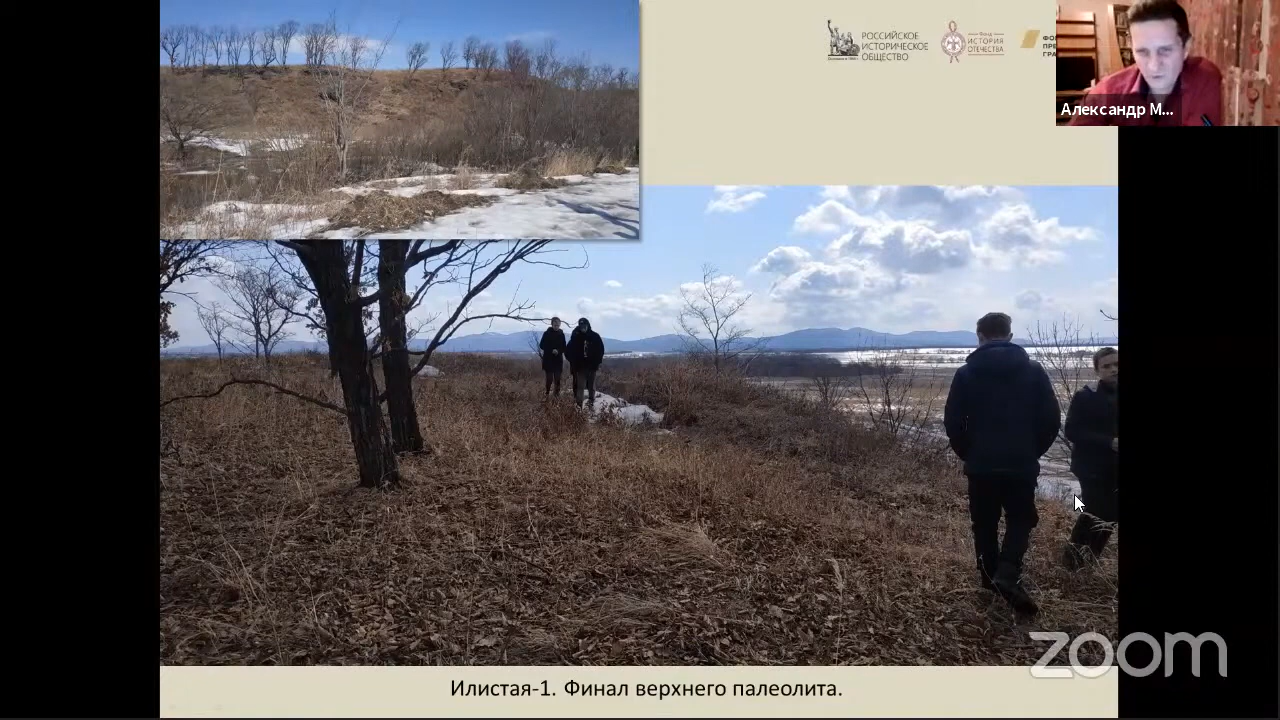 РОССИЙСКОЕ
ИСТОРИЧЕСКОЕ
ОБЩЕСТВО
Фонд
ИСТОРИЯ
ОТЕЧЕСТВА
Александр М...
zoom
Илистая-1. Финал верхнего палеолита.